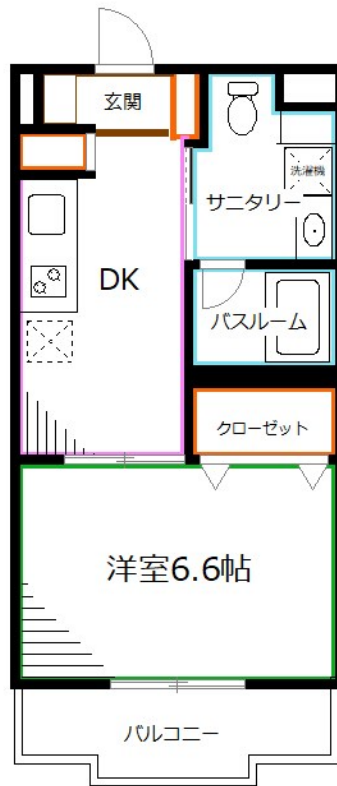 玄関
洗濯機
サニタリー
DK
バスルーム
クローゼット
洋室6.6帖
バルコニー